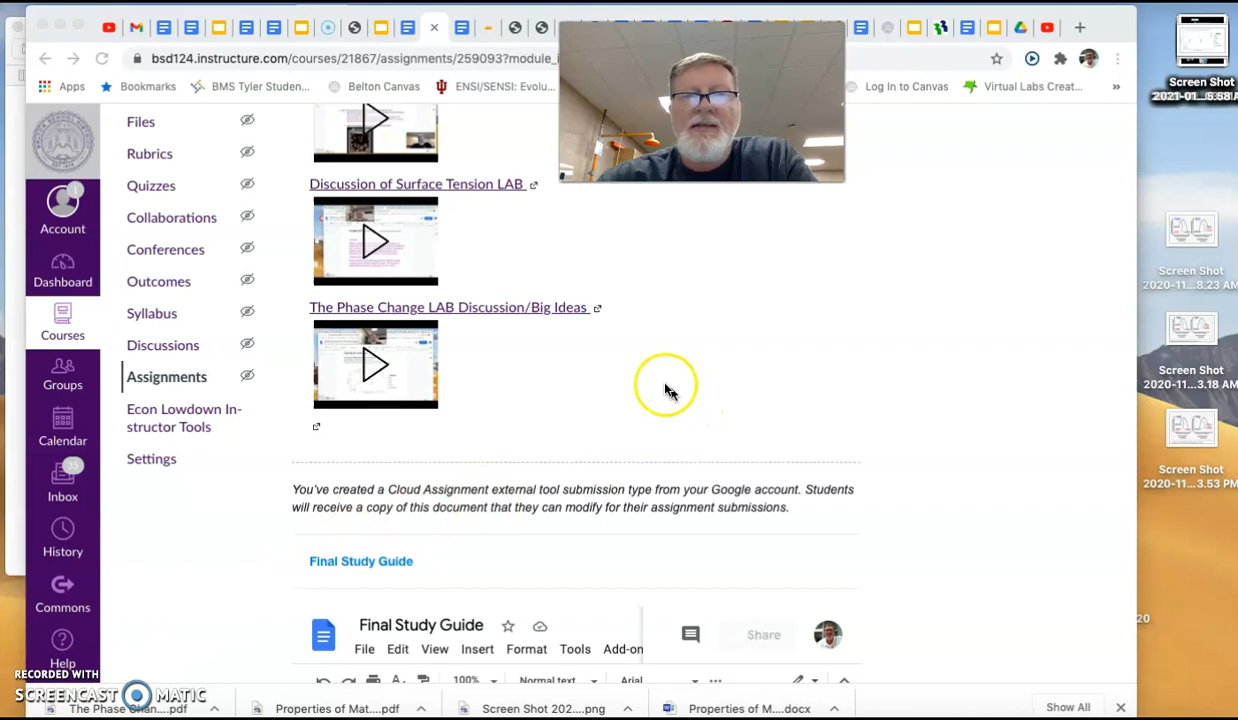 bsd124.instructure.com/courses/21867/assignments/259093?module_i
Apps
Bookmarks
BMS Tyler Studen...
Belton Canvas
ENSI/SENSI: Evolu...
Log In to Canvas
Virtual Labs Creat...
»
Screen Shot
Files
Rubrics
Quizzes
Collaborations
Conferences
Outcomes
Syllabus
Discussions
Assignments
Econ Lowdown In-
structor Tools
Settings
1
Account
Dashboard
Courses
Groups
Calendar
Inbox
History
Commons
Help
Discussion of Surface Tension LAB
The Phase Change LAB Discussion/Big Ideas
You've created a Cloud Assignment external tool submission type from your Google account. Students
will receive a copy of this document that they can modify for their assignment submissions.
Final Study Guide
Final Study Guide
File Edit View Insert Format Tools Add-on
Share
100% Normal text Arial
Screen Shot
2020-11...8.23 AM
Screen Shot
2020-11...3.18 AM
Screen Shot
2020-11...3.53 PM
20
RECORDED WITH
SCREENCAST MATIC
The Phase Chan....pdf
Properties of Mat....pdf
Screen Shot 202....png
Properties of M....docx
Show All